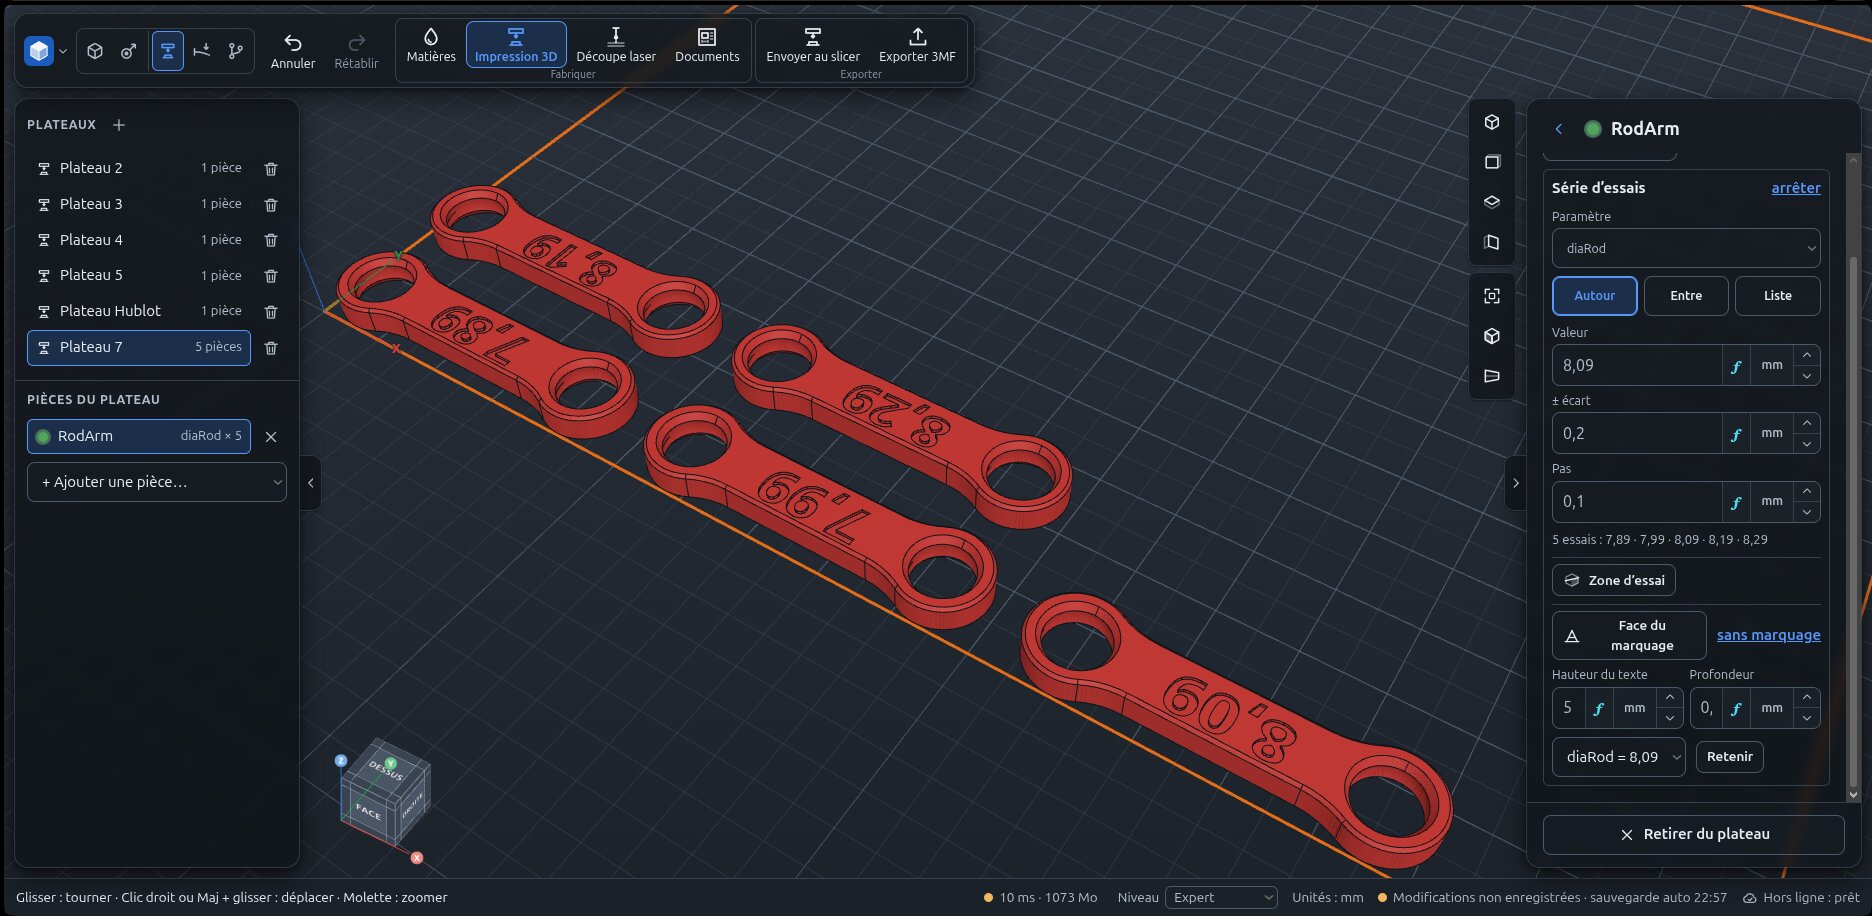 Annuler
Rétablir
Matières
Impression 3D
Découpe laser
Documents
Fabriquer
Envoyer au slicer
Exporter 3MF
Exporter
PLATEAUX
Plateau 2 1 pièce
Plateau 3 1 pièce
Plateau 4 1 pièce
Plateau 5 1 pièce
Plateau Hublot 1 pièce
Plateau 7 5 pièces
PIÈCES DU PLATEAU
RodArm diaRod × 5
+ Ajouter une pièce…
8.19
7.89
8.29
7.99
8.09
Y
X
Z
Y
DESSUS
FACE
DROITE
X
RodArm
Série d’essais arrêter
Paramètre
diaRod
Autour Entre Liste
Valeur
8,09 ƒ mm
± écart
0,2 ƒ mm
Pas
0,1 ƒ mm
5 essais : 7,89 · 7,99 · 8,09 · 8,19 · 8,29
Zone d’essai
Face du
marquage
sans marquage
Hauteur du texte Profondeur
5 ƒ mm 0, ƒ mm
diaRod = 8,09 Retenir
Retirer du plateau
Glisser : tourner · Clic droit ou Maj + glisser : déplacer · Molette : zoomer
10 ms · 1073 Mo Niveau Expert Unités : mm Modifications non enregistrées · sauvegarde auto 22:57 Hors ligne : prêt